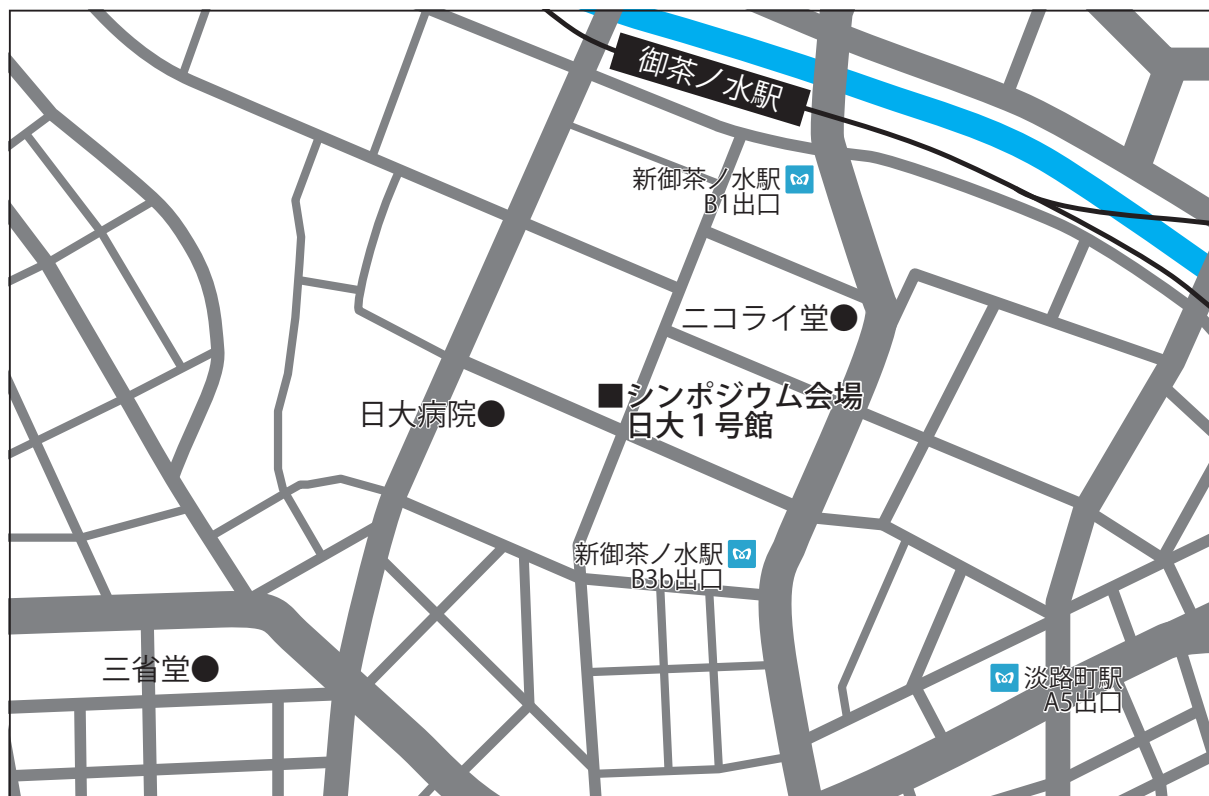 御茶ノ水駅
新御茶ノ水駅
B1出口
ニコライ堂
シンポジウム会場
日大１号館
日大病院
新御茶ノ水駅
B3b出口
三省堂
淡路町駅
A5出口